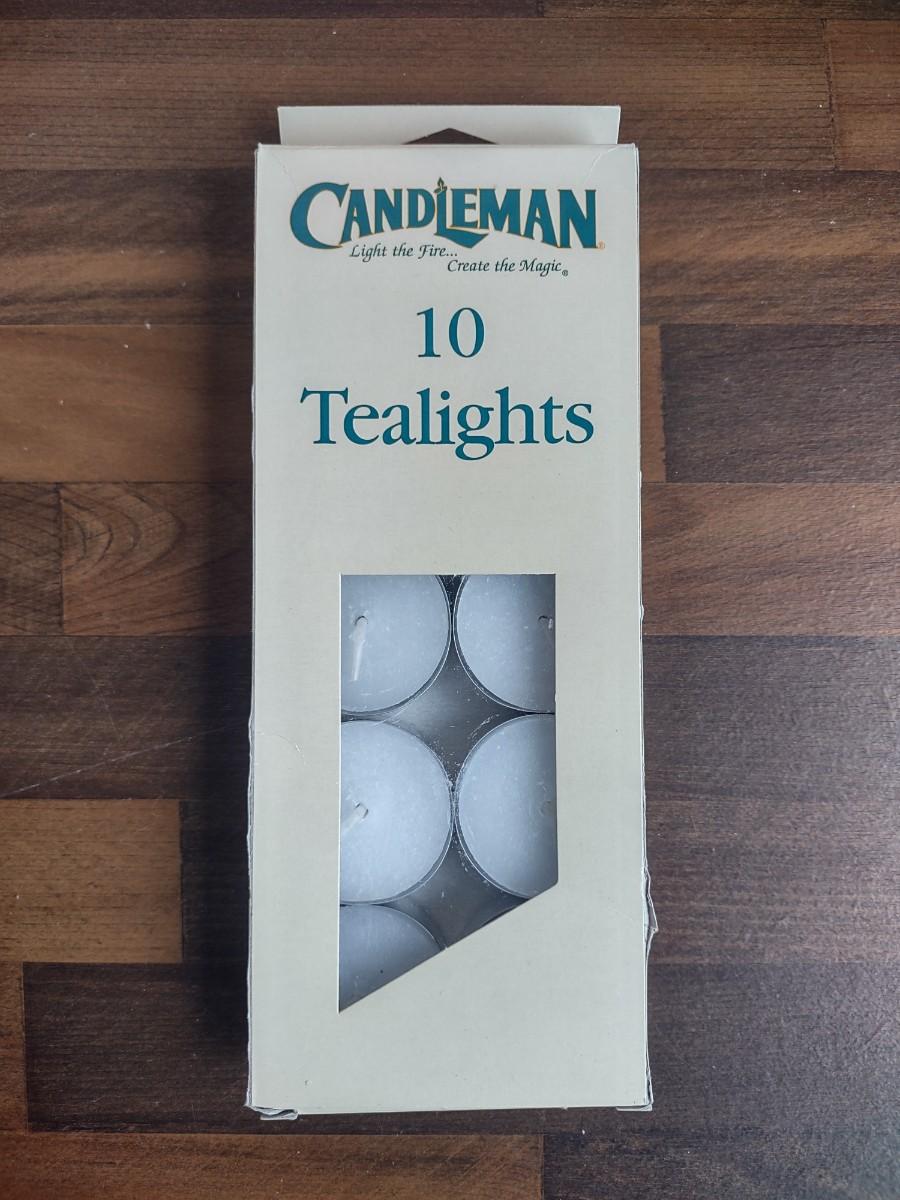 CANDLEMAN®
Light the Fire...
Create the Magic®
10
Tealights